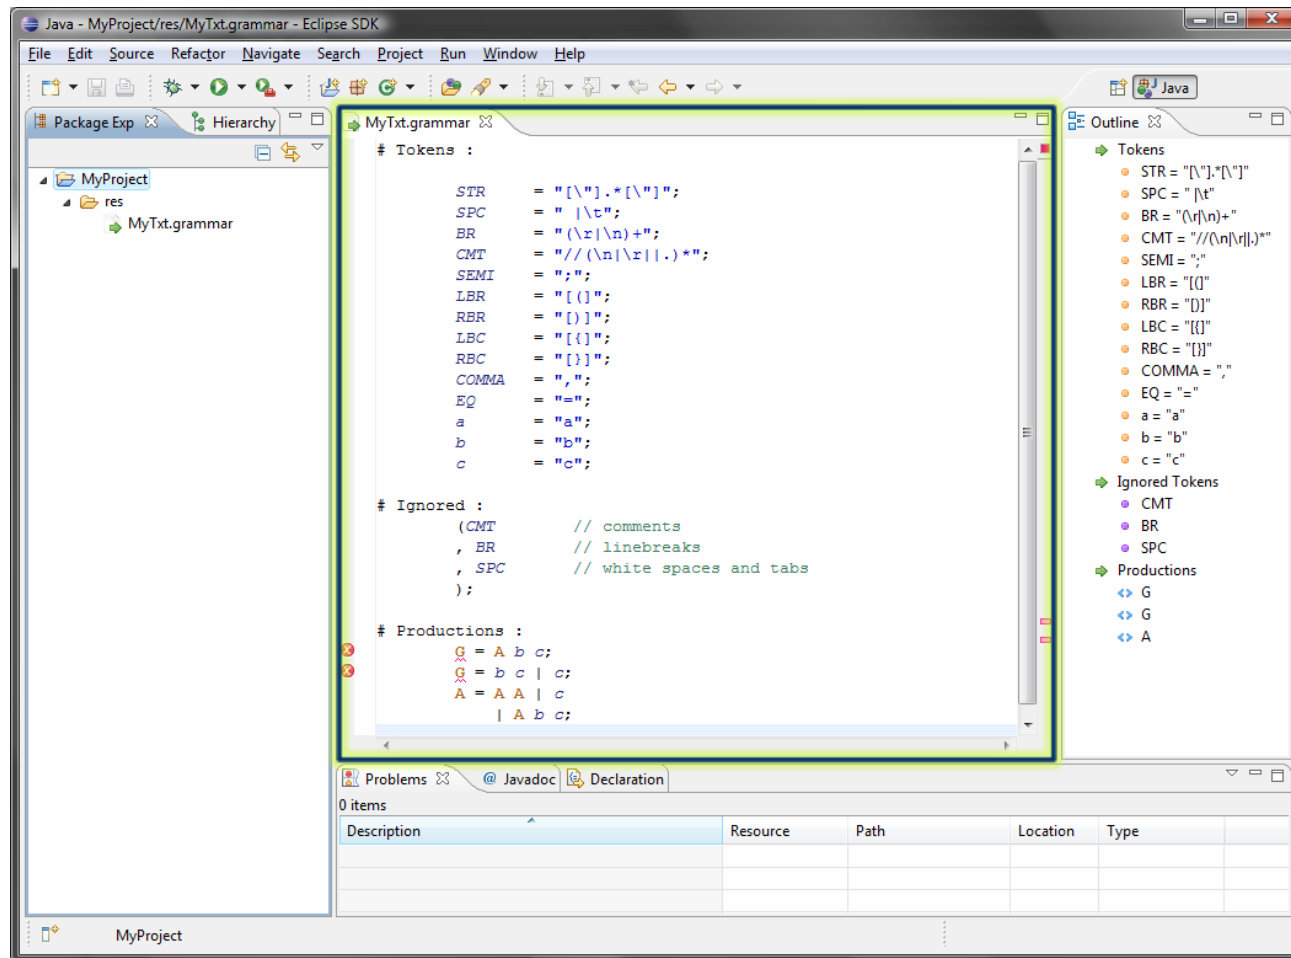 Java - MyProject/res/MyTxt.grammar - Eclipse SDK
File Edit Source Refactor Navigate Search Project Run Window Help
Java
Package Exp Hierarchy
MyProject
res
MyTxt.grammar
MyTxt.grammar
# Tokens :
STR = "[\"].*[\"]";
SPC = " |\t";
BR = "(\r|\n)+";
CMT = "//(\n|\r||.)*";
SEMI = ";";
LBR = "[(]";
RBR = "[)]";
LBC = "[{]";
RBC = "[}]";
COMMA = ",";
EQ = "=";
a = "a";
b = "b";
c = "c";
# Ignored :
(CMT // comments
, BR // linebreaks
, SPC // white spaces and tabs
);
# Productions :
G = A b c;
G = b c | c;
A = A A | c
| A b c;
Outline
Tokens
STR = "[\"].*[\"]"
SPC = " |\t"
BR = "(\r|\n)+"
CMT = "//(\n|\r||.)*"
SEMI = ";"
LBR = "[(]"
RBR = "[)]"
LBC = "[{]"
RBC = "[}]"
COMMA = ","
EQ = "="
a = "a"
b = "b"
c = "c"
Ignored Tokens
CMT
BR
SPC
Productions
G
G
A
Problems @ Javadoc Declaration
0 items
Description Resource Path Location Type
MyProject